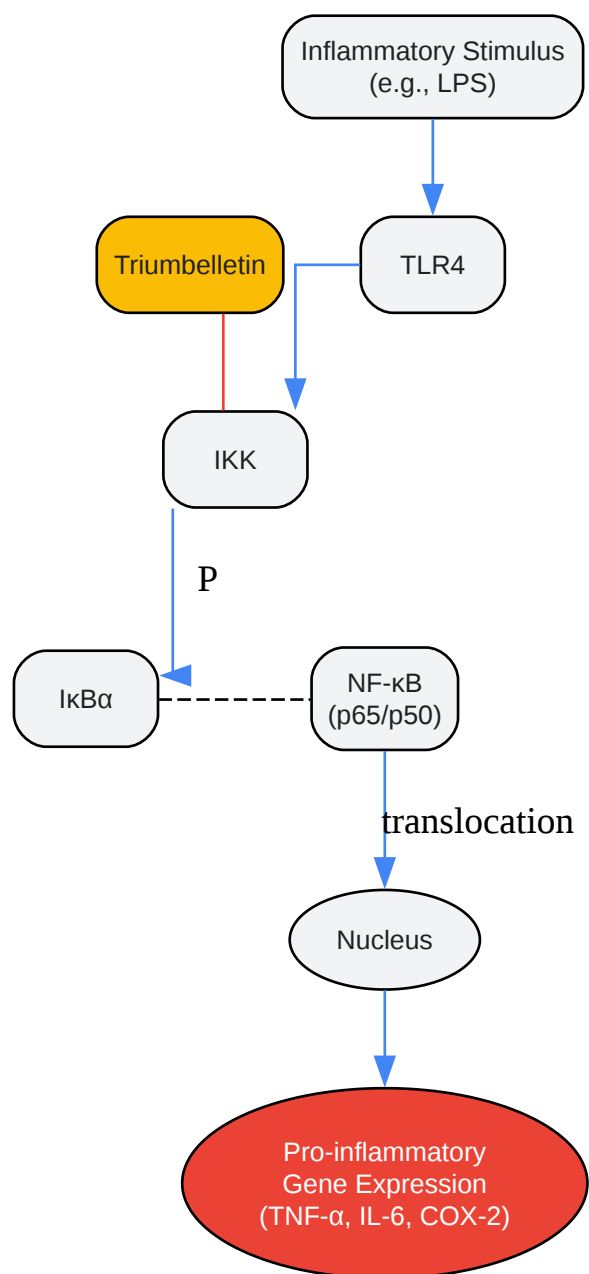 Inflammatory Stimulus
(e.g., LPS)
Triumbelletin
TLR4
IKK
P
IκBα
NF-κB
(p65/p50)
translocation
Nucleus
Pro-inflammatory
Gene Expression
(TNF-α, IL-6, COX-2)